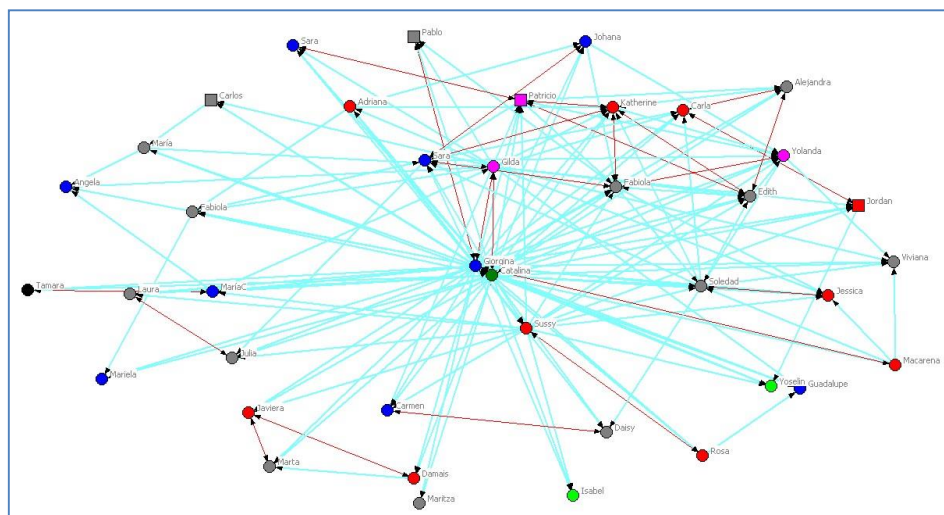 Pablo
Sara
Johana
Alejandra
Carlos
Adriana
Patricio
Katherine
Carla
Maria
Sara
Gilda
Yolanda
Angela
Fabiola
Edith
Fabiola
Jordan
Giorgina
Catalina
Viviana
Tamara
Laura
MariaC
Soledad
Jessica
Sussy
Julia
Macarena
Mariela
Yoselin
Guadalupe
Javiera
Carmen
Daisy
Rosa
Marta
Damais
Isabel
Maritza